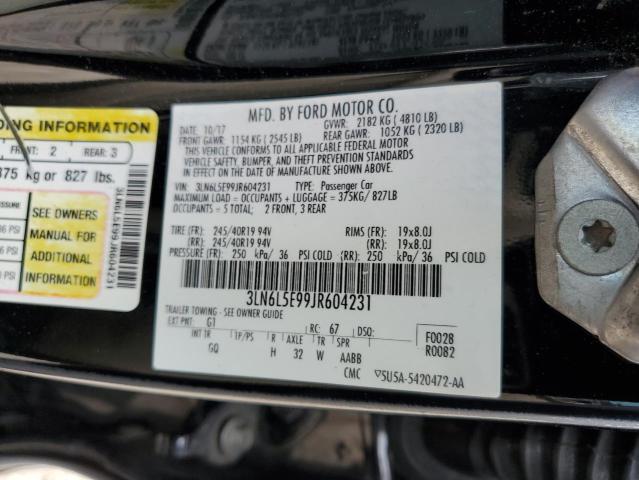 DING INFORMATION
FRONT: 2 REAR: 3
375 kg or 827 lbs.
SEE OWNERS
MANUAL FOR
ADDITIONAL
INFORMATION
3LN6L5E99JR604231
MFD. BY FORD MOTOR CO.
DATE: 10/17 GVWR: 2182 KG ( 4810 LB)
FRONT GAWR: 1154 KG ( 2545 LB) REAR GAWR: 1052 KG ( 2320 LB)
THIS VEHICLE CONFORMS TO ALL APPLICABLE FEDERAL MOTOR
VEHICLE SAFETY, BUMPER, AND THEFT PREVENTION STANDARDS
IN EFFECT ON THE DATE OF MANUFACTURE SHOWN ABOVE.
VIN: 3LN6L5E99JR604231 TYPE: Passenger Car
MAXIMUM LOAD = OCCUPANTS + LUGGAGE = 375KG/ 827LB
OCCUPANTS = 5 TOTAL; 2 FRONT, 3 REAR
TIRE (FR): 245/40R19 94V RIMS (FR): 19x8.0J
(RR): 245/40R19 94V (RR): 19x8.0J
PRESSURE (FR): 250 kPa/ 36 PSI COLD (RR): 250 kPa/ 36 PSI COLD
3LN6L5E99JR604231
TRAILER TOWING - SEE OWNER GUIDE
EXT PNT: G1 RC: 67 DSO: F0028
INT TR TP/PS R AXLE TR SPR R0082
GQ H 32 W AABB
CMC SU5A-5420472-AA